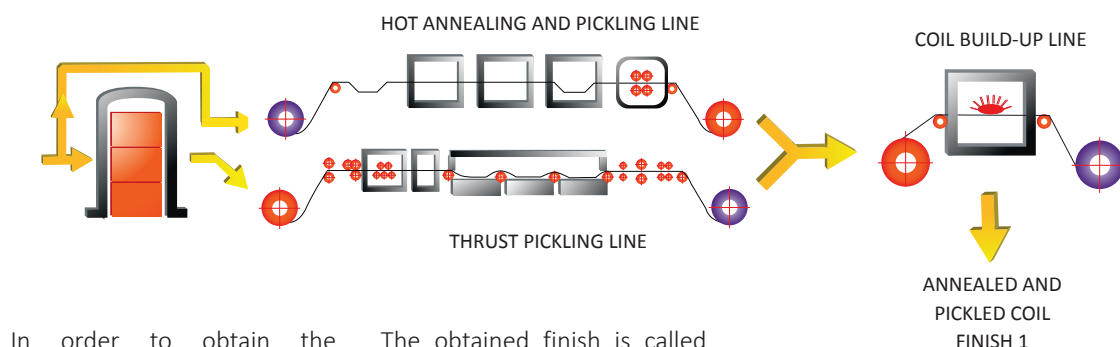 HOT ANNEALING AND PICKLING LINE
COIL BUILD-UP LINE
THRUST PICKLING LINE
ANNEALED AND
PICKLED COIL
FINISH 1
In order to obtain the
The obtained finish is called